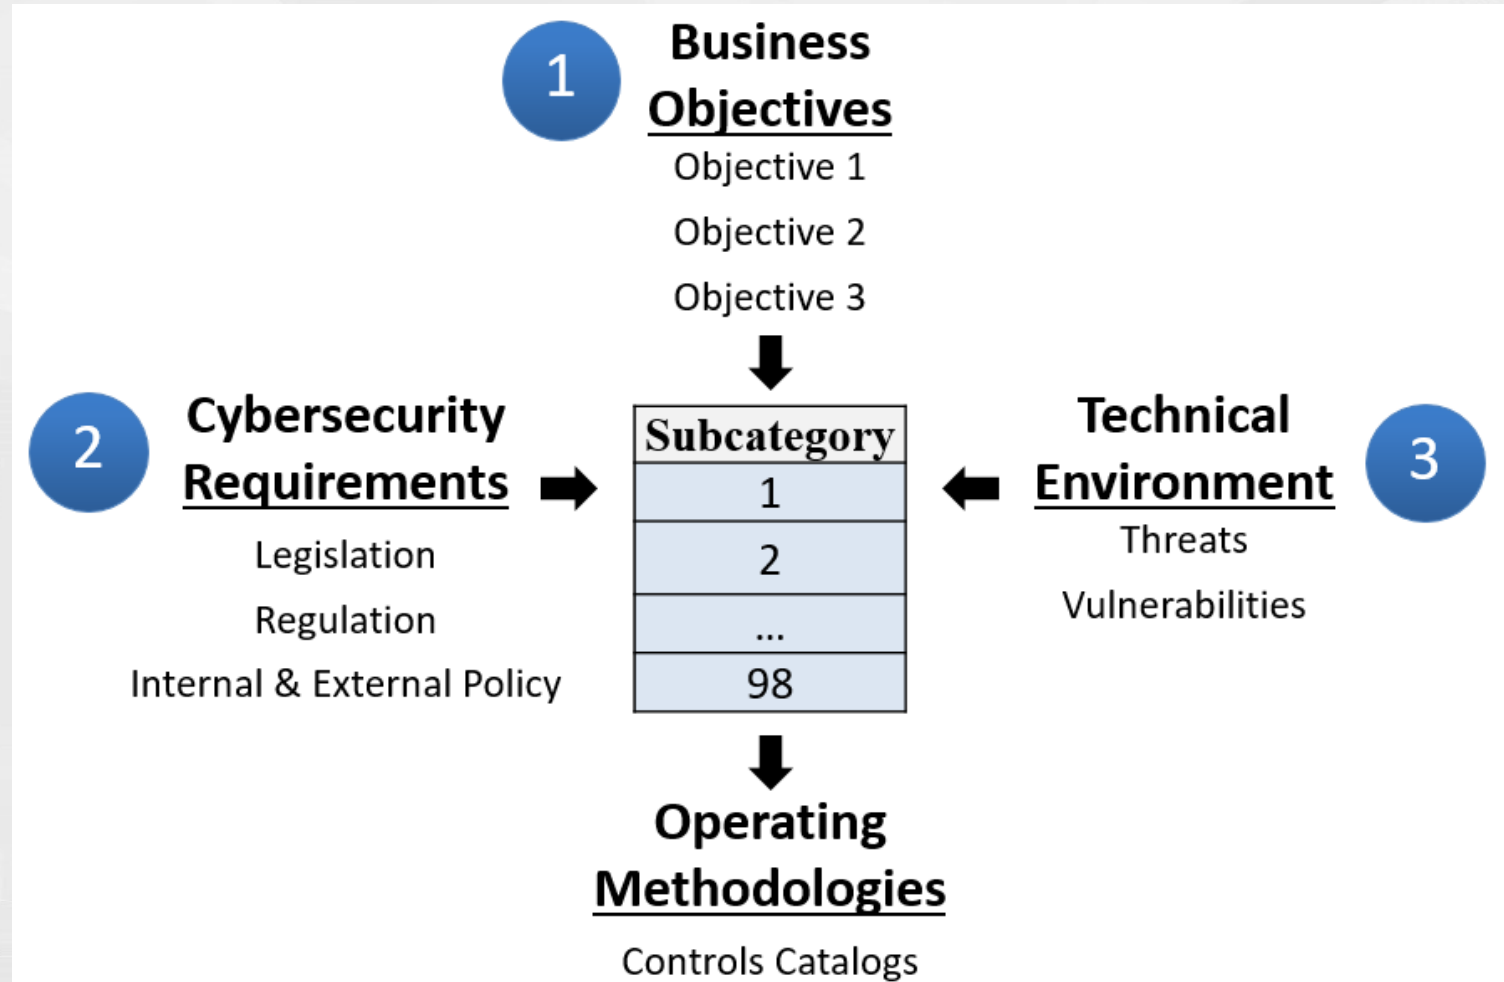 1
Business
Objectives
Objective 1
Objective 2
Objective 3
2
Cybersecurity
Requirements
Legislation
Regulation
Internal & External Policy
Subcategory
1
2
...
98
Technical
Environment
3
Threats
Vulnerabilities
Operating
Methodologies
Controls Catalogs